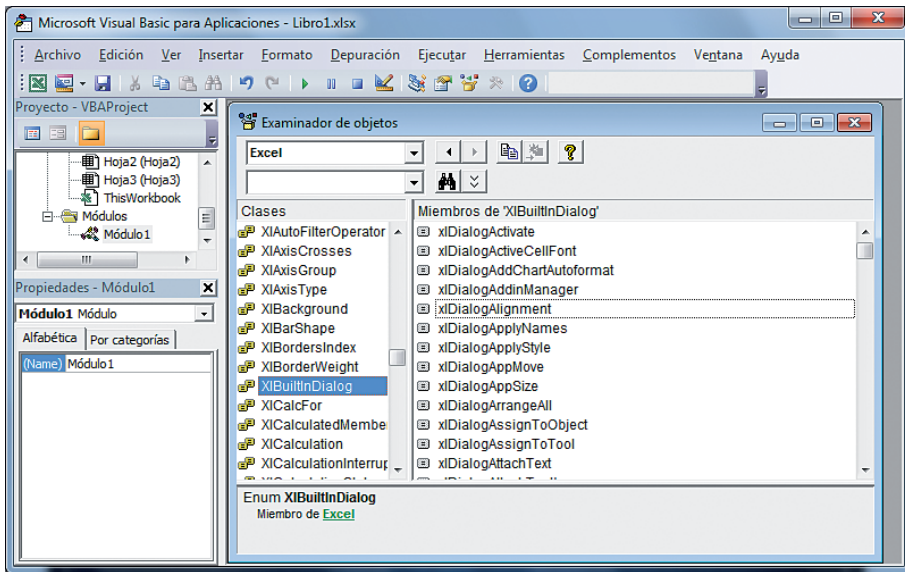 Microsoft Visual Basic para Aplicaciones - Libro1.xlsx
Archivo Edición Ver Insertar Formato Depuración Ejecutar Herramientas Complementos Ventana Ayuda
Proyecto - VBAProject
Hoja2 (Hoja2)
Hoja3 (Hoja3)
ThisWorkbook
Módulos
Módulo1
Propiedades - Módulo1
Módulo1 Módulo
Alfabética Por categorías
(Name) Módulo1
Examinador de objetos
Excel
Clases
XlAutoFilterOperator
XlAxisCrosses
XlAxisGroup
XlAxisType
XlBackground
XlBarShape
XlBordersIndex
XlBorderWeight
XlBuiltInDialog
XlCalcFor
XlCalculatedMembe
XlCalculation
XlCalculationInterrup
Miembros de 'XlBuiltInDialog'
xlDialogActivate
xlDialogActiveCellFont
xlDialogAddChartAutoformat
xlDialogAddinManager
xlDialogAlignment
xlDialogApplyNames
xlDialogApplyStyle
xlDialogAppMove
xlDialogAppSize
xlDialogArrangeAll
xlDialogAssignToObject
xlDialogAssignToTool
xlDialogAttachText
Enum XlBuiltInDialog
Miembro de Excel